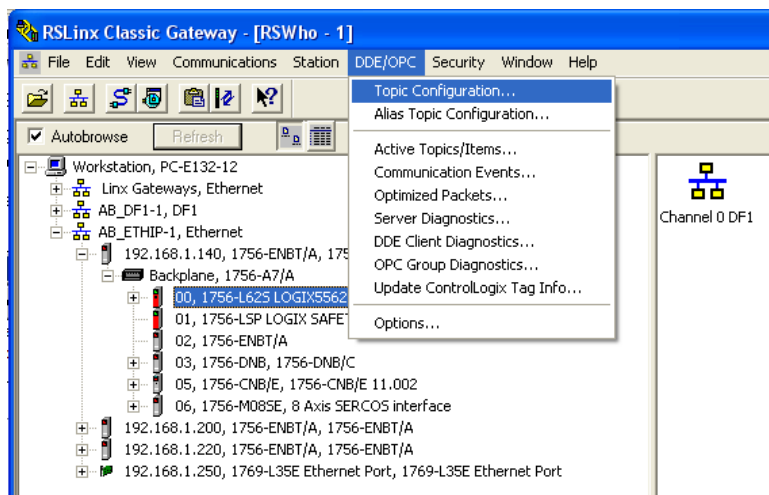 RSLinx Classic Gateway - [RSWho - 1]
File Edit View Communications Station DDE/OPC Security Window Help
Topic Configuration...
Alias Topic Configuration...
Active Topics/Items...
Communication Events...
Optimized Packets...
Server Diagnostics...
DDE Client Diagnostics...
OPC Group Diagnostics...
Update ControlLogix Tag Info...
Options...
Autobrowse Refresh
Workstation, PC-E132-12
Linx Gateways, Ethernet
AB_DF1-1, DF1
AB_ETHIP-1, Ethernet
192.168.1.140, 1756-ENBT/A, 175
Backplane, 1756-A7/A
00, 1756-L62S LOGIX5562
01, 1756-LSP LOGIX SAFET
02, 1756-ENBT/A
03, 1756-DNB, 1756-DNB/C
05, 1756-CNB/E, 1756-CNB/E 11.002
06, 1756-M08SE, 8 Axis SERCOS interface
192.168.1.200, 1756-ENBT/A, 1756-ENBT/A
192.168.1.220, 1756-ENBT/A, 1756-ENBT/A
192.168.1.250, 1769-L35E Ethernet Port, 1769-L35E Ethernet Port
Channel 0 DF1